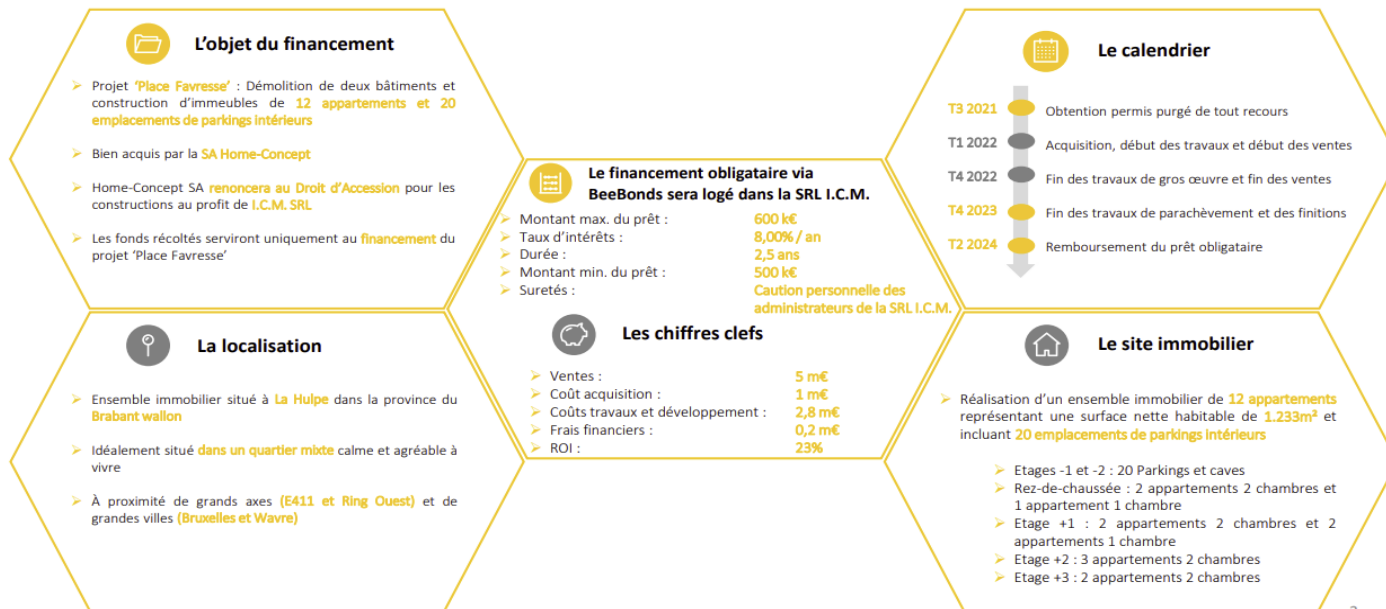 L'objet du financement
Projet 'Place Favresse' : Démolition de deux bâtiments et
construction d'immeubles de 12 appartements et 20
emplacements de parkings intérieurs
Bien acquis par la SA Home-Concept
Home-Concept SA renoncera au Droit d'Accession pour les
constructions au profit de I.C.M. SRL
Les fonds récoltés serviront uniquement au financement du
projet 'Place Favresse'
La localisation
Ensemble immobilier situé à La Hulpe dans la province du
Brabant wallon
Idéalement situé dans un quartier mixte calme et agréable à
vivre
À proximité de grands axes (E411 et Ring Ouest) et de
grandes villes (Bruxelles et Wavre)
Le financement obligataire via
BeeBonds sera logé dans la SRL I.C.M.
Montant max. du prêt : 600 k€
Taux d'intérêts : 8,00% / an
Durée : 2,5 ans
Montant min. du prêt : 500 k€
Suretés : Caution personnelle des
administrateurs de la SRL I.C.M.
Les chiffres clefs
Ventes : 5 m€
Coût acquisition : 1 m€
Coûts travaux et développement : 2,8 m€
Frais financiers : 0,2 m€
ROI : 23%
Le calendrier
T3 2021 Obtention permis purgé de tout recours
T1 2022 Acquisition, début des travaux et début des ventes
T4 2022 Fin des travaux de gros œuvre et fin des ventes
T4 2023 Fin des travaux de parachèvement et des finitions
T2 2024 Remboursement du prêt obligataire
Le site immobilier
Réalisation d'un ensemble immobilier de 12 appartements
représentant une surface nette habitable de 1.233m² et
incluant 20 emplacements de parkings intérieurs
Etages -1 et -2 : 20 Parkings et caves
Rez-de-chaussée : 2 appartements 2 chambres et
1 appartement 1 chambre
Etage +1 : 2 appartements 2 chambres et 2
appartements 1 chambre
Etage +2 : 3 appartements 2 chambres
Etage +3 : 2 appartements 2 chambres